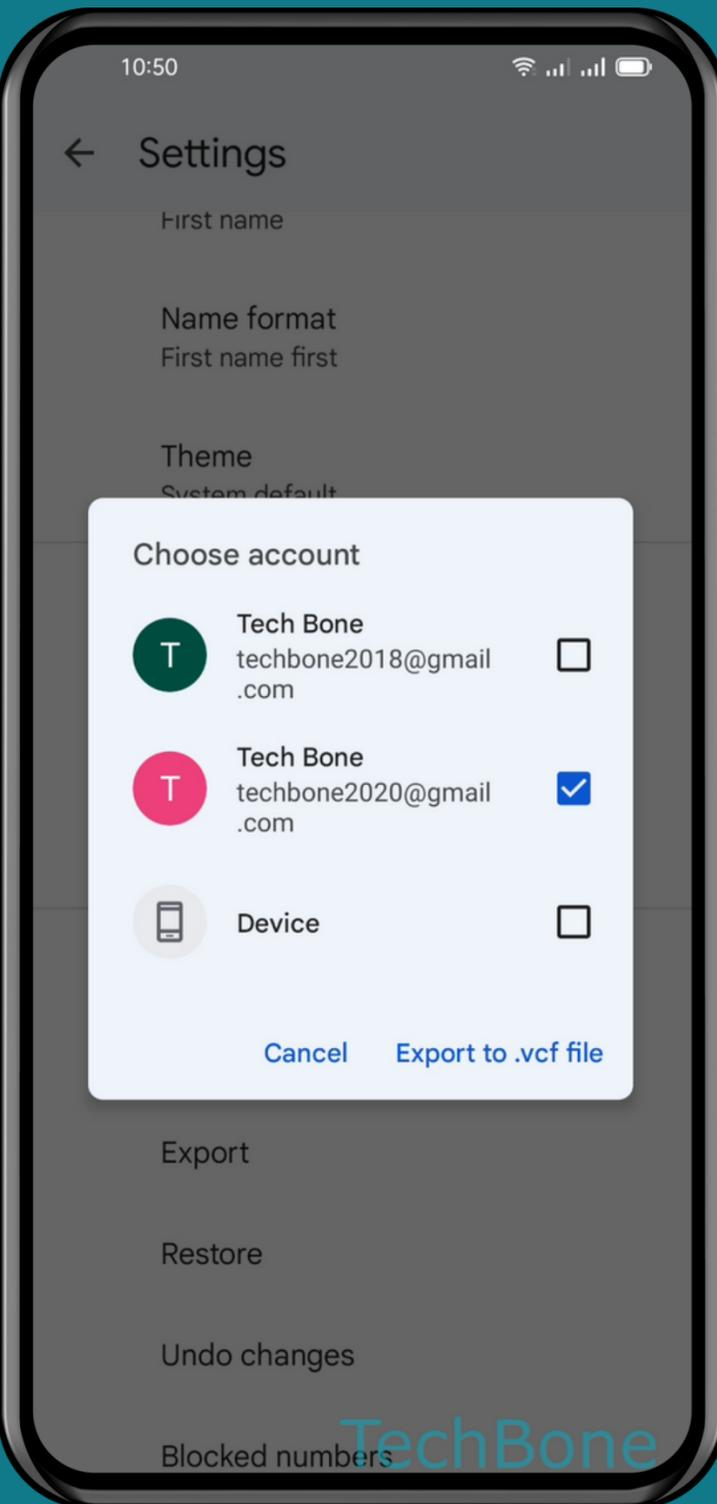 10:50
Settings
First name
Name format
First name first
Theme
System default
Choose account
T
Tech Bone
techbone2018@gmail
.com
T
Tech Bone
techbone2020@gmail
.com
Device
Cancel Export to .vcf file
Export
Restore
Undo changes
Blocked numbers
TechBone